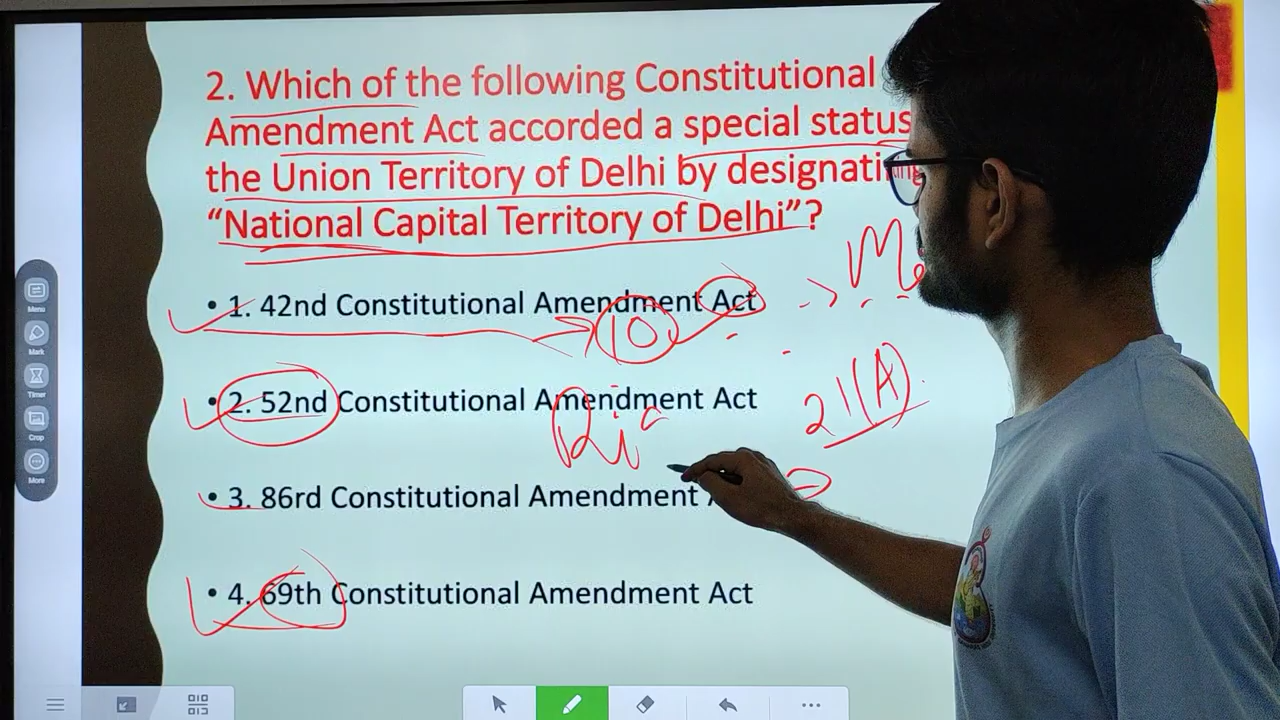 2. Which of the following Constitutional
Amendment Act accorded a special status
the Union Territory of Delhi by designating
“National Capital Territory of Delhi”?
• 1. 42nd Constitutional Amendment Act
10
• 2. 52nd Constitutional Amendment Act
21(A)
• 3. 86rd Constitutional Amendment
• 4. 69th Constitutional Amendment Act
Menu
Mark
Timer
Crop
More